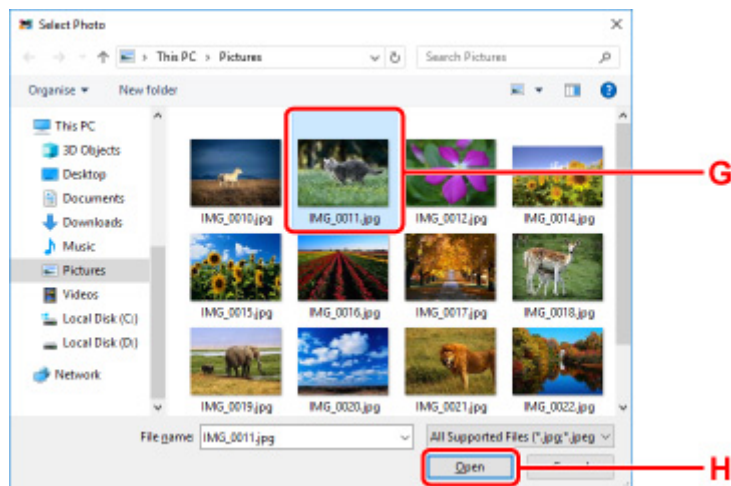 Select Photo
This PC > Pictures
Search Pictures
Organise
New folder
This PC
3D Objects
Desktop
Documents
Downloads
Music
Pictures
Videos
Local Disk (C:)
Local Disk (D:)
Network
IMG_0010.jpg IMG_0011.jpg IMG_0012.jpg IMG_0014.jpg
IMG_0015.jpg IMG_0016.jpg IMG_0017.jpg IMG_0018.jpg
IMG_0019.jpg IMG_0020.jpg IMG_0021.jpg IMG_0022.jpg
G
File name: IMG_0011.jpg
All Supported Files (*.jpg;*.jpeg
Open
H